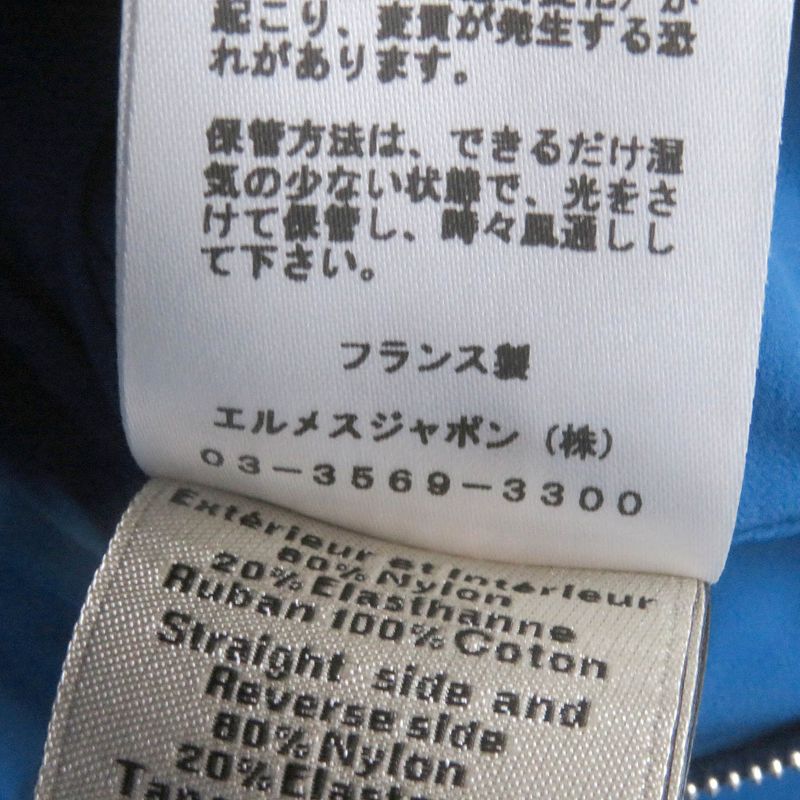 起こり、変質が発生する恐
れがあります。
保管方法は、できるだけ湿
気の少ない状態で、光をさ
けて保管し、時々風通しし
て下さい。
フランス製
エルメスジャポン（株）
03-3569-3300
Extérieur et Intérieur
80% Nylon
20% Elasthanne
Ruban 100% Coton
Straight side and
Reverse side
80% Nylon
20%